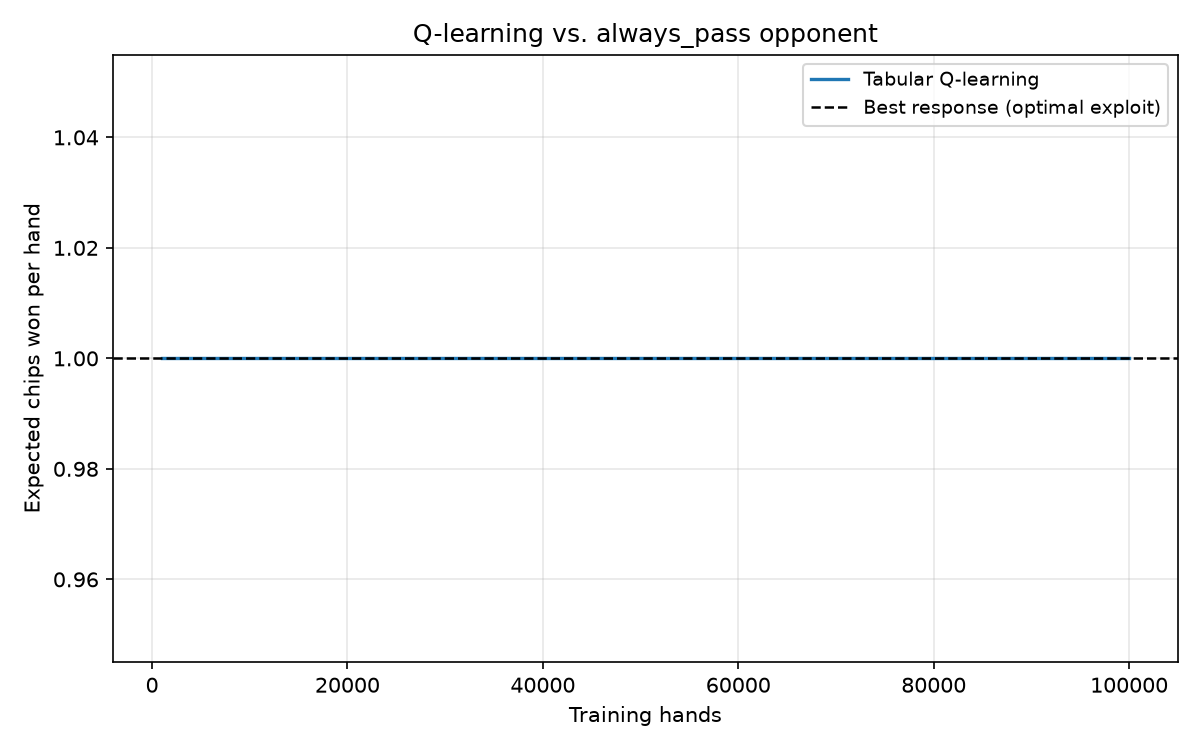 Q-learning vs. always_pass opponent
Tabular Q-learning
Best response (optimal exploit)
1.04
1.02
1.00
0.98
0.96
Expected chips won per hand
0
20000
40000
60000
80000
100000
Training hands